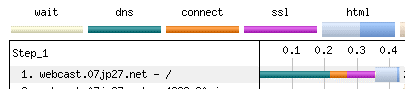 wait dns connect ssl html
Step_1 0.1 0.2 0.3 0.4
1. webcast.07jp27.net - /